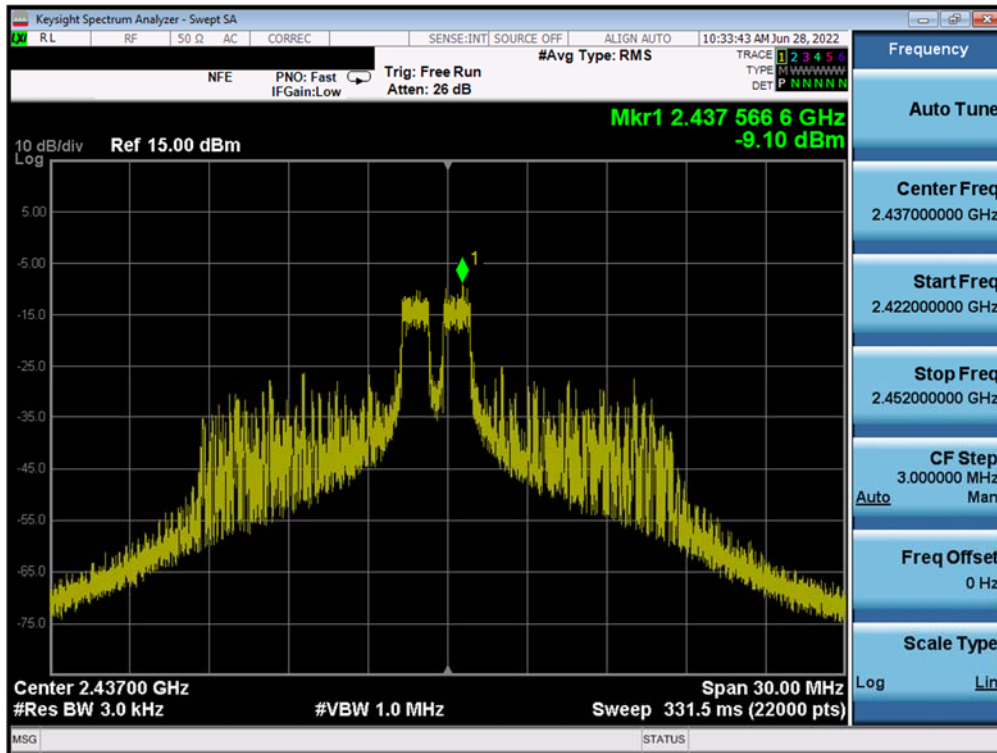 Keysight Spectrum Analyzer - Swept SA
LXI RL RF 50 Ω AC CORREC SENSE:INT SOURCE OFF ALIGN AUTO 10:33:43 AM Jun 28, 2022
NFE PNO: Fast Trig: Free Run #Avg Type: RMS TRACE 1 2 3 4 5 6
IFGain:Low Atten: 26 dB TYPE M WWWWW
DET P N N N N N
Mkr1 2.437 566 6 GHz
-9.10 dBm
10 dB/div Ref 15.00 dBm
Log
5.00
-5.00
1
-15.0
-25.0
-35.0
-45.0
-55.0
-65.0
-75.0
Center 2.43700 GHz Span 30.00 MHz
#Res BW 3.0 kHz #VBW 1.0 MHz Sweep 331.5 ms (22000 pts)
MSG STATUS
Frequency
Auto Tune
Center Freq
2.437000000 GHz
Start Freq
2.422000000 GHz
Stop Freq
2.452000000 GHz
CF Step
3.000000 MHz
Auto Man
Freq Offset
0 Hz
Scale Type
Log Lin